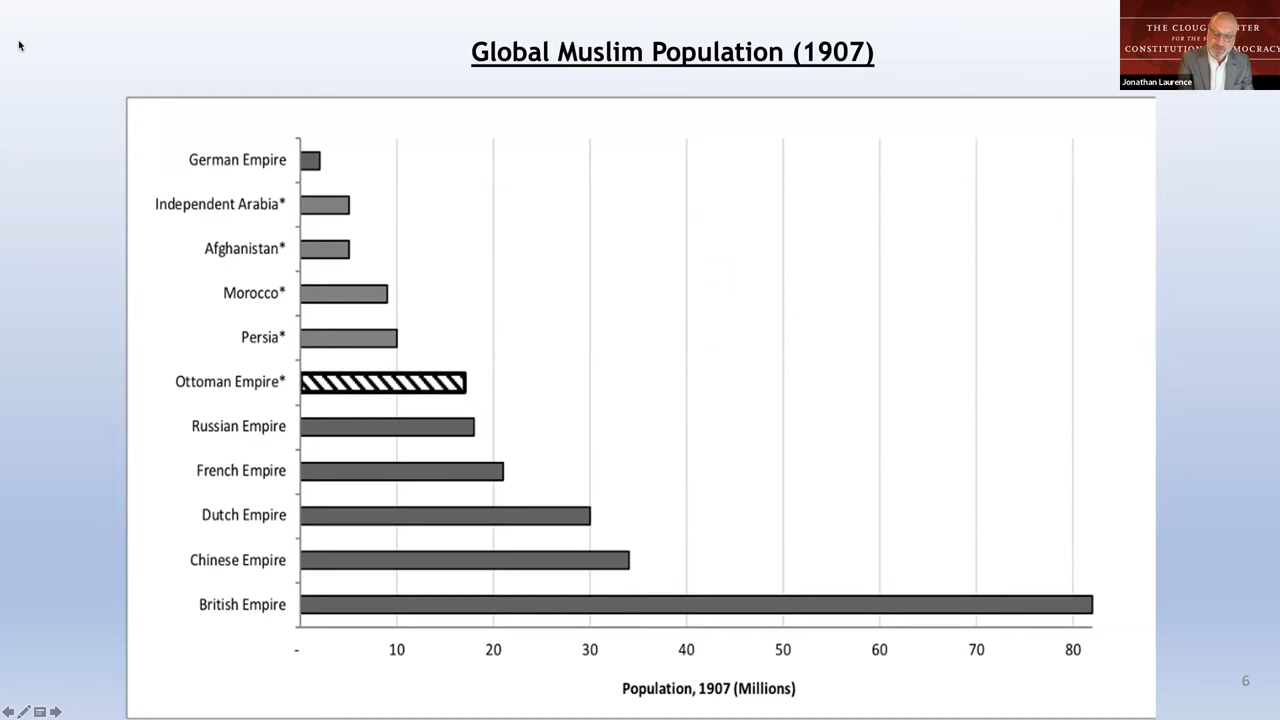 Global Muslim Population (1907)
THE CLOUG
FOR THE S
CONSTITUTION
MOCRACY
Jonathan Laurence
German Empire
Independent Arabia*
Afghanistan*
Morocco*
Persia*
Ottoman Empire*
Russian Empire
French Empire
Dutch Empire
Chinese Empire
British Empire
- 10 20 30 40 50 60 70 80
Population, 1907 (Millions)
6